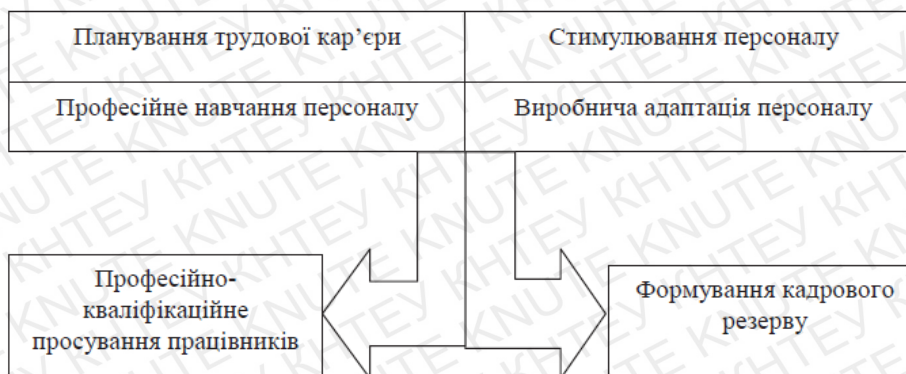 Планування трудової кар’єри
Стимулювання персоналу
Професійне навчання персоналу
Виробнича адаптація персоналу
Професійно-
кваліфікаційне
просування працівників
Формування кадрового
резерву